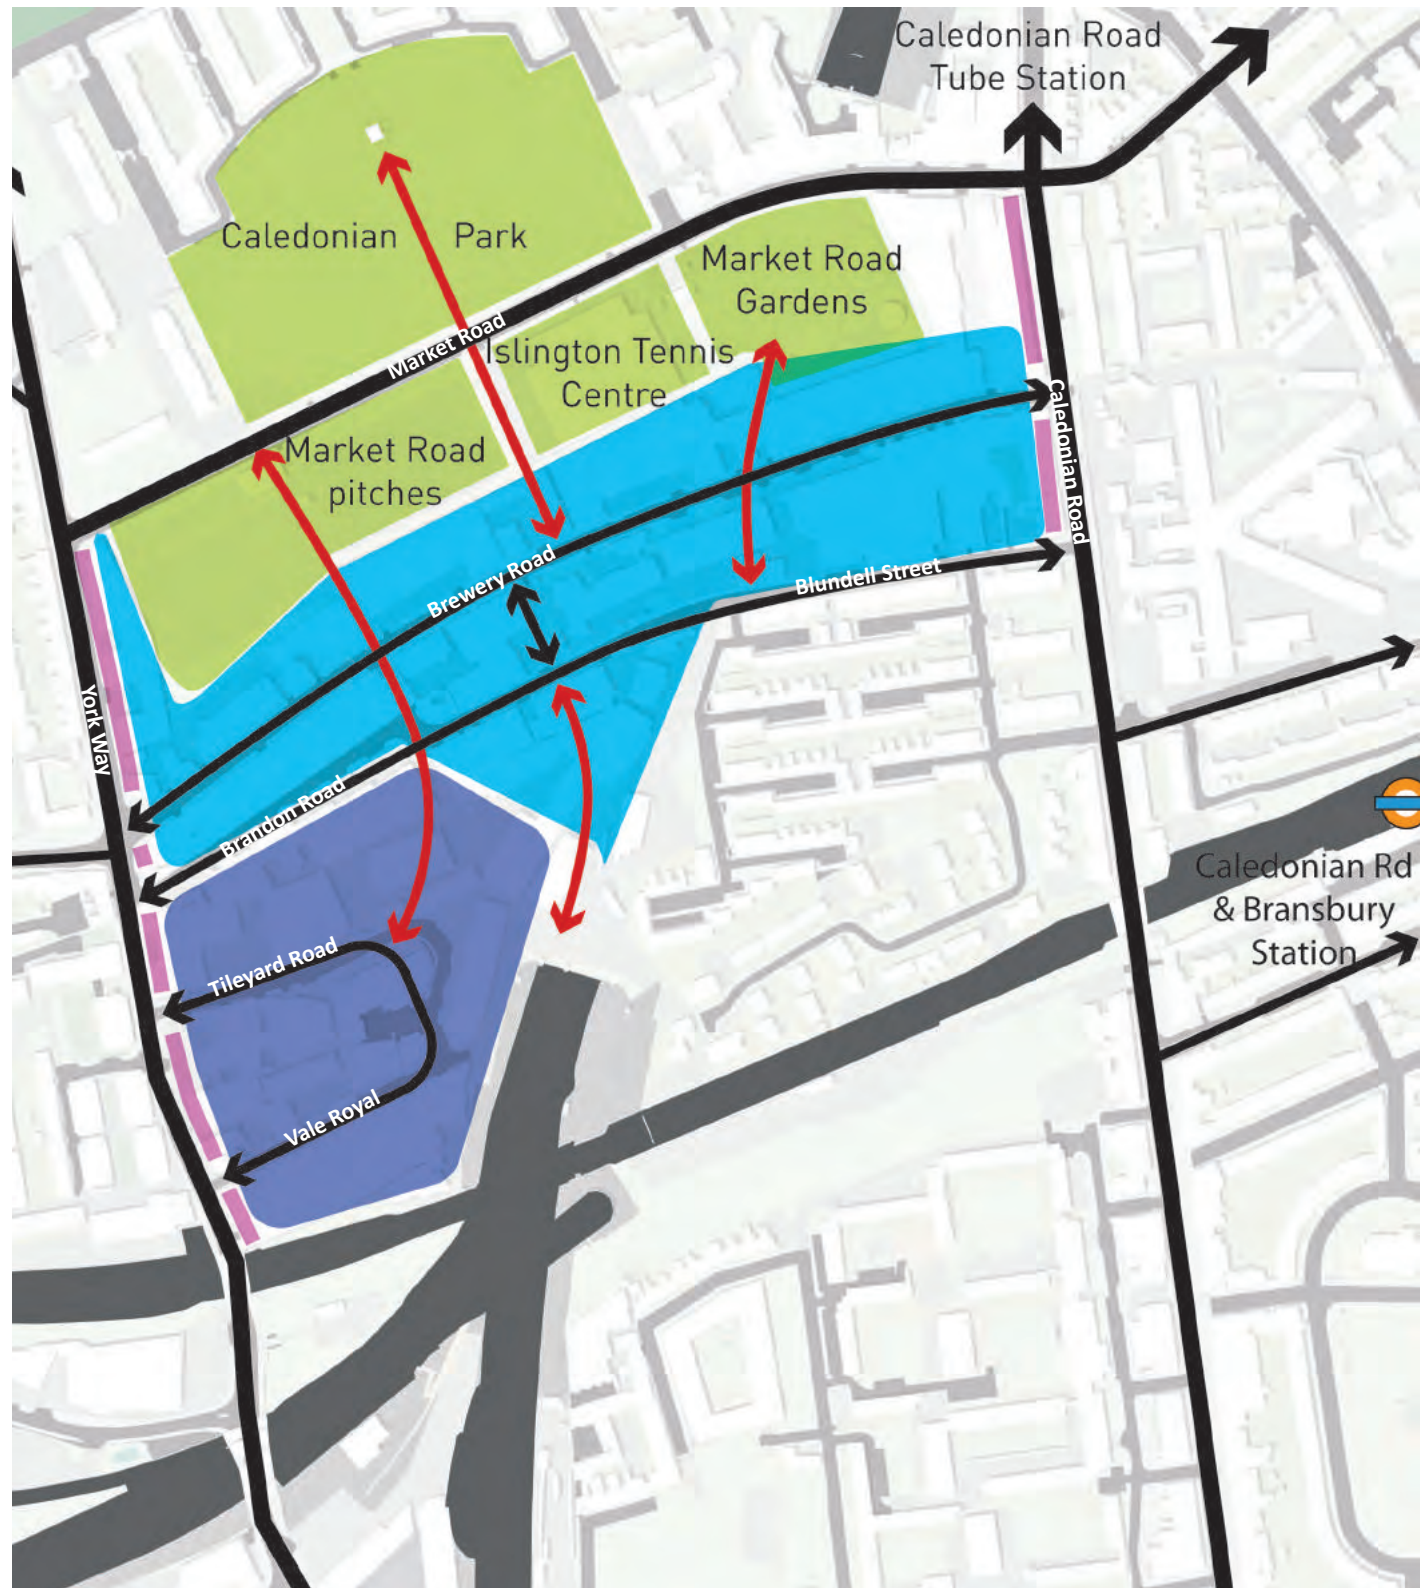 Caledonian Road
Tube Station
Caledonian Park
Market Road
Gardens
Market Road
Islington Tennis
Centre
Market Road
pitches
Caledonian Road
Brewery Road
Blundell Street
York Way
Brandon Road
Caledonian Rd
& Bransbury
Station
Tileyard Road
Vale Royal